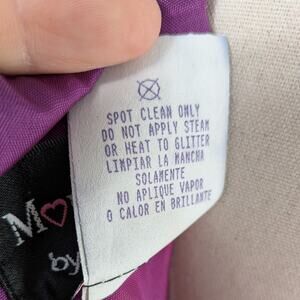 SPOT CLEAN ONLY
DO NOT APPLY STEAM
OR HEAT TO GLITTER
LIMPIAR LA MANCHA
SOLAMENTE
NO APLIQUE VAPOR
O CALOR EN BRILLANTE
M♡
by